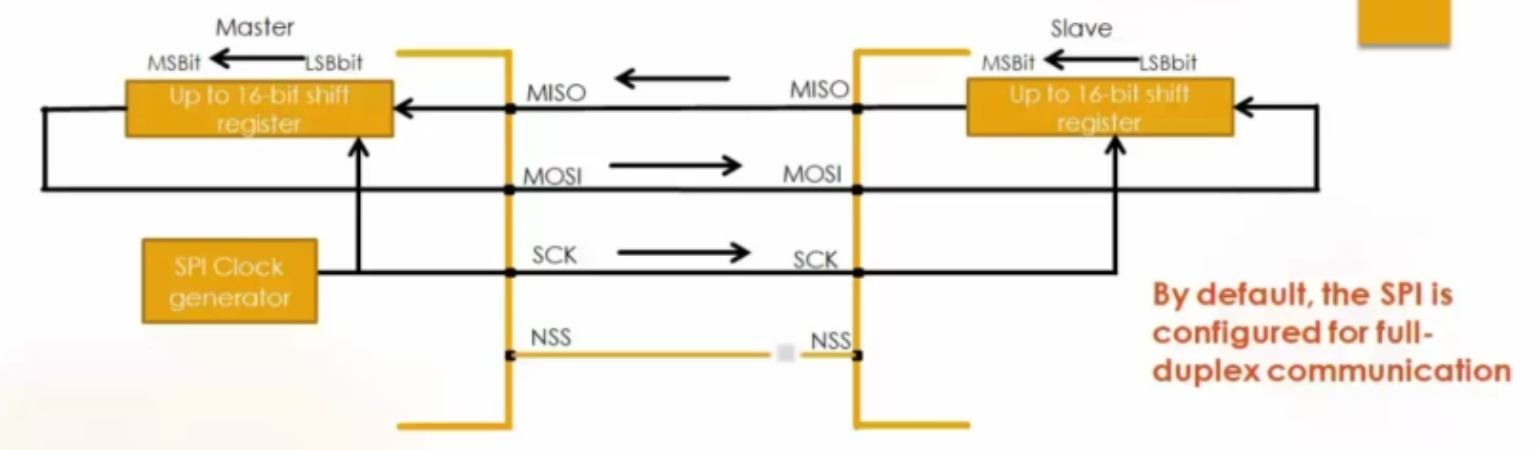 Master
MSBit
LSBbit
Up to 16-bit shift
register
MISO
MOSI
SCK
NSS
SPI Clock
generator
Slave
MSBit
LSBbit
Up to 16-bit shift
register
MISO
MOSI
SCK
NSS
By default, the SPI is
configured for full-
duplex communication